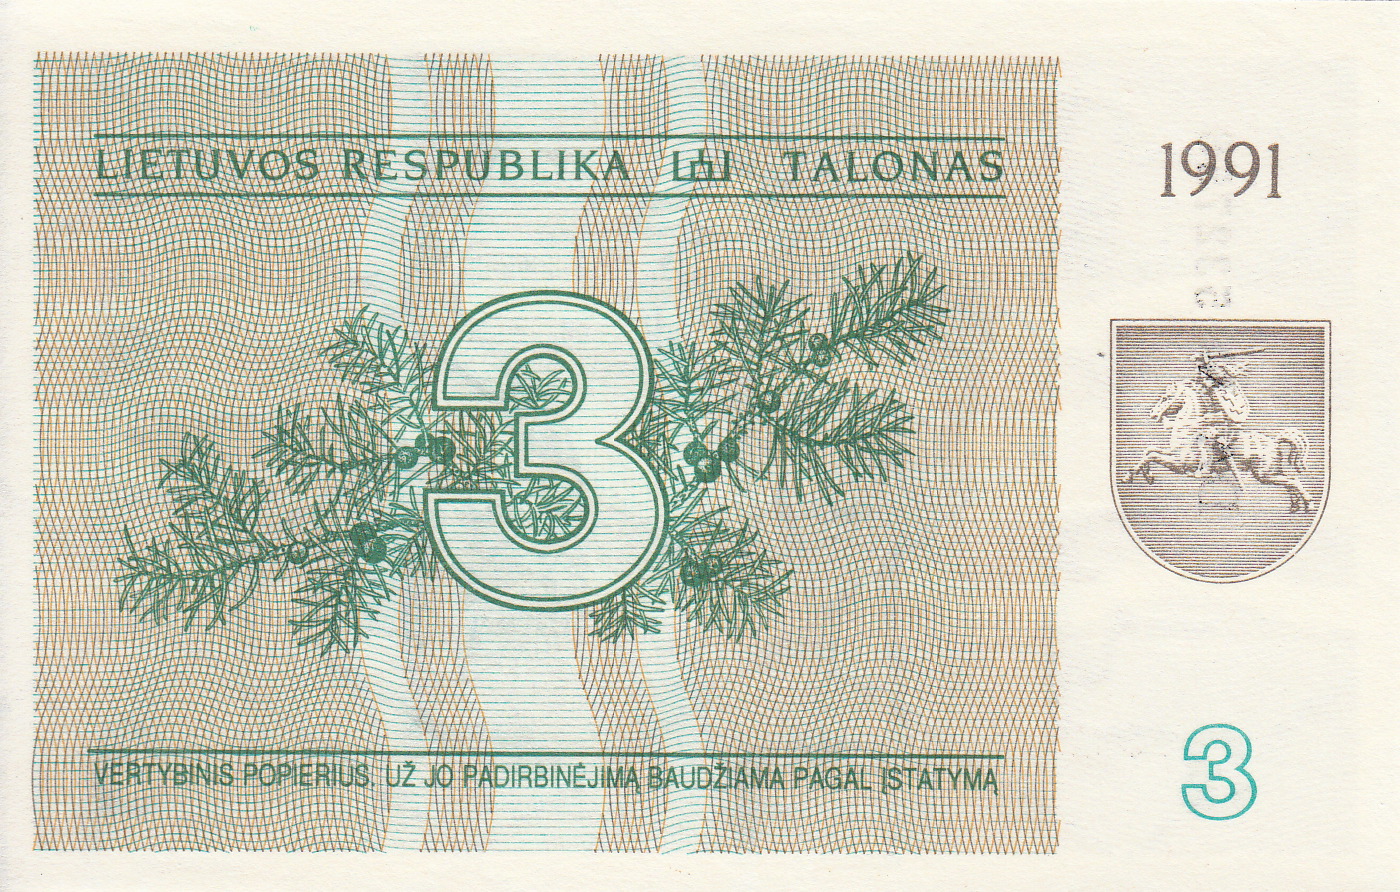 LIETUVOS RESPUBLIKA TALONAS
1991
3
VERTYBINIS POPIERIUS. UŽ JO PADIRBINĖJIMĄ BAUDŽIAMA PAGAL ĮSTATYMĄ
3